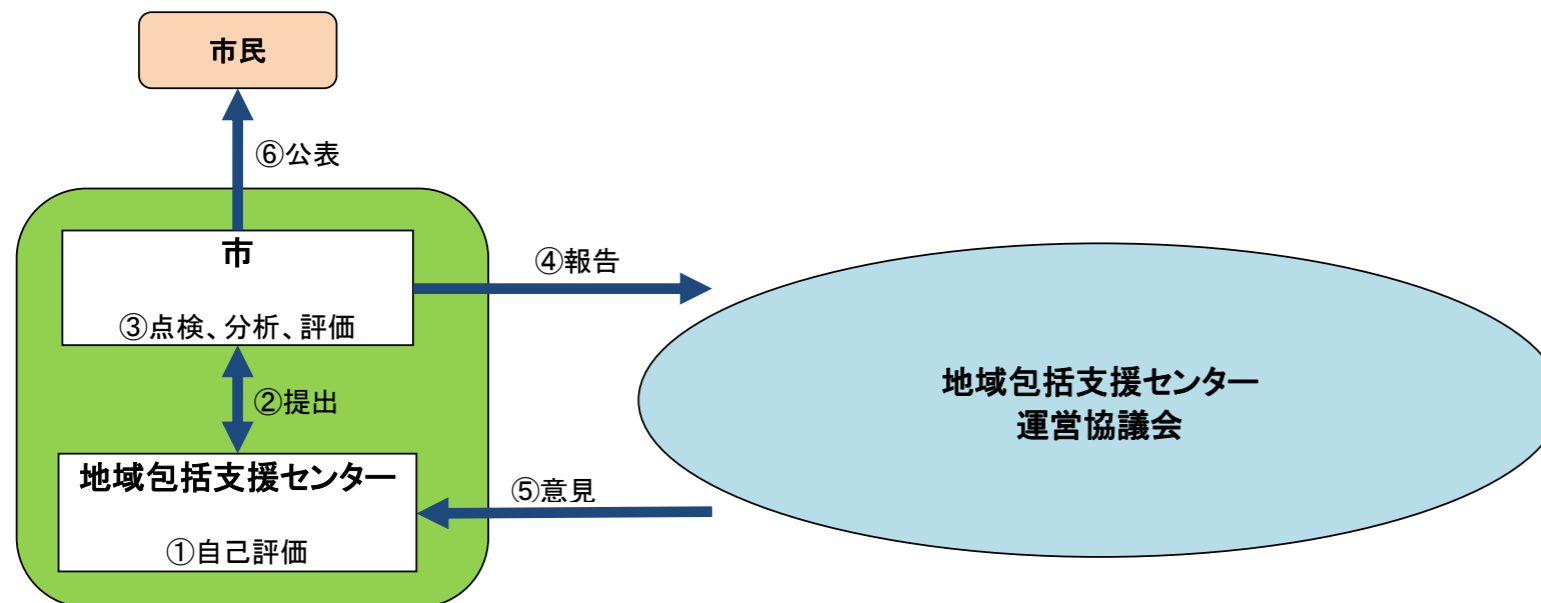 市民
⑥公表
市
③点検、分析、評価
④報告
②提出
地域包括支援センター
①自己評価
⑤意見
地域包括支援センター
運営協議会